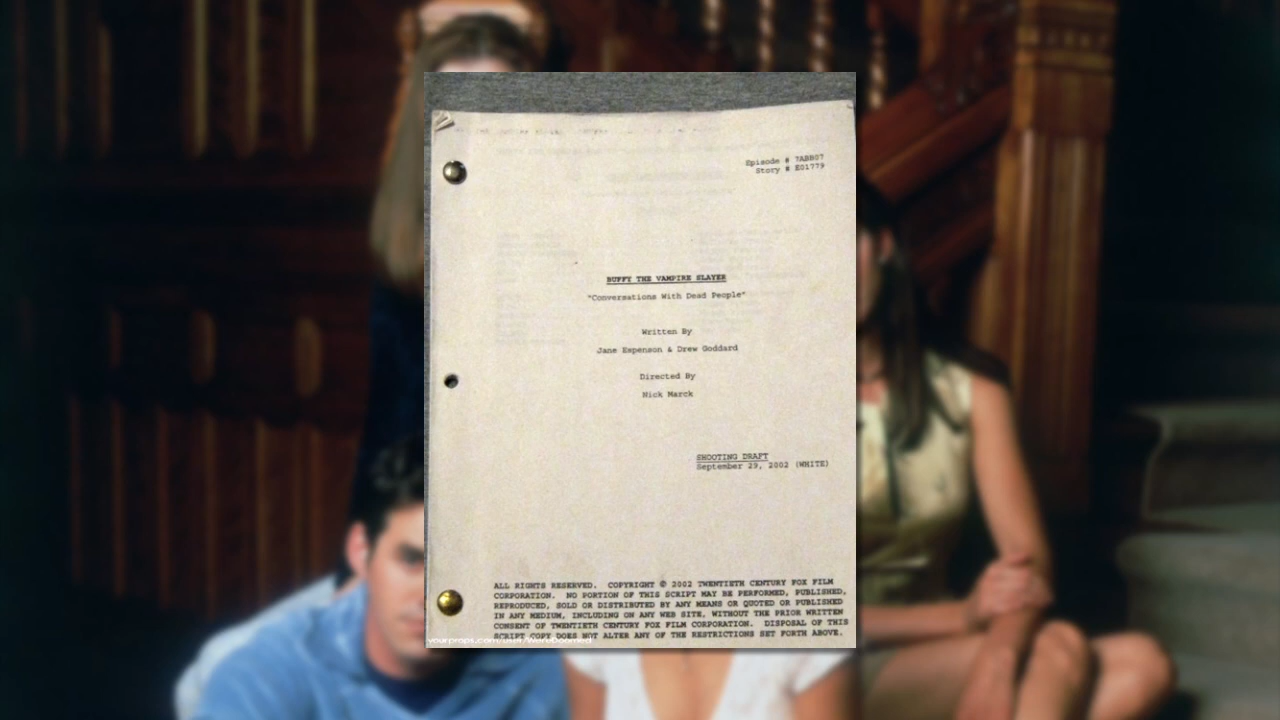 Episode # 7ABB07
Story # E01779
BUFFY THE VAMPIRE SLAYER
"Conversations With Dead People"
Written By
Jane Espenson & Drew Goddard
Directed By
Nick Marck
SHOOTING DRAFT
September 29, 2002 (WHITE)
ALL RIGHTS RESERVED. COPYRIGHT © 2002 TWENTIETH CENTURY FOX FILM
CORPORATION. NO PORTION OF THIS SCRIPT MAY BE PERFORMED, PUBLISHED,
REPRODUCED, SOLD OR DISTRIBUTED BY ANY MEANS OR QUOTED OR PUBLISHED
IN ANY MEDIUM, INCLUDING ON ANY WEB SITE, WITHOUT THE PRIOR WRITTEN
CONSENT OF TWENTIETH CENTURY FOX FILM CORPORATION. DISPOSAL OF THIS
SCRIPT COPY DOES NOT ALTER ANY OF THE RESTRICTIONS SET FORTH ABOVE.